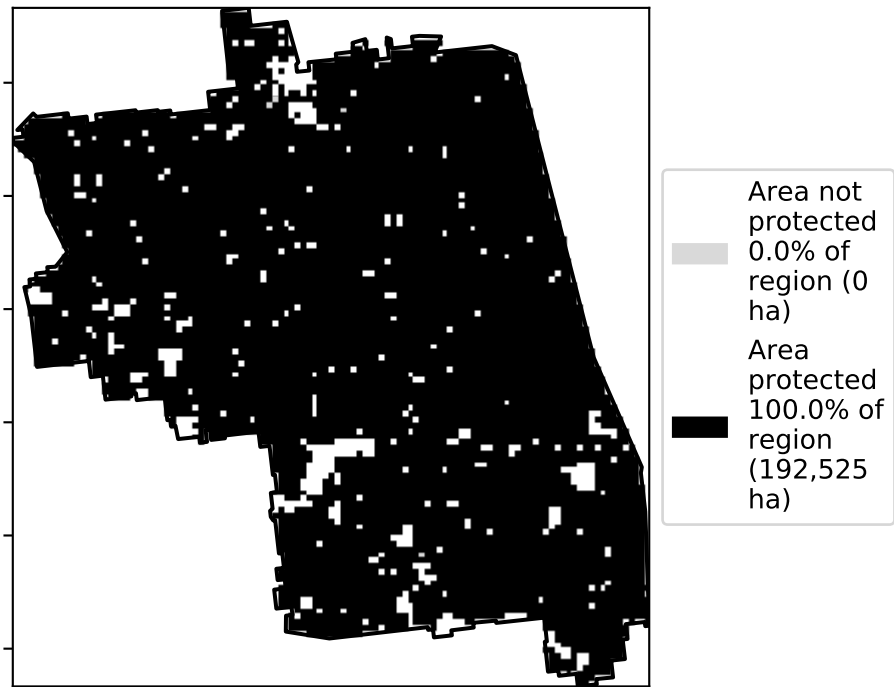 Area not
protected
0.0% of
region (0
ha)
Area
protected
100.0% of
region
(192,525
ha)